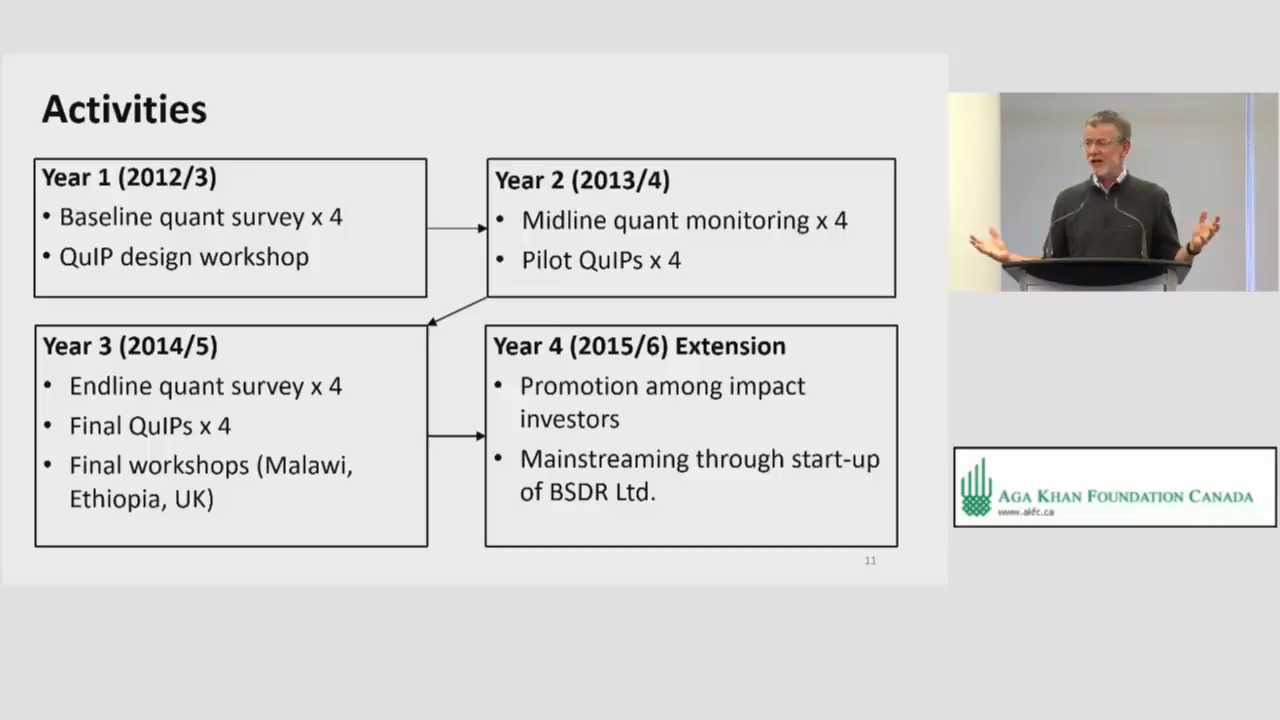 Activities
Year 1 (2012/3)
• Baseline quant survey x 4
• QuIP design workshop
Year 2 (2013/4)
• Midline quant monitoring x 4
• Pilot QuIPs x 4
Year 3 (2014/5)
• Endline quant survey x 4
• Final QuIPs x 4
• Final workshops (Malawi,
Ethiopia, UK)
Year 4 (2015/6) Extension
• Promotion among impact
investors
• Mainstreaming through start-up
of BSDR Ltd.
11
AGA KHAN FOUNDATION CANADA
www.akfc.ca